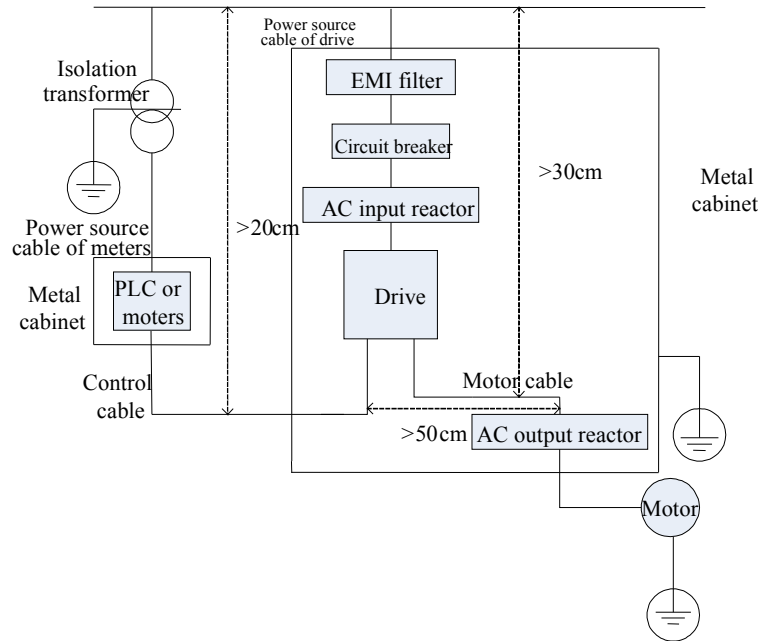 Power source
cable of drive
Isolation
transformer
EMI filter
Circuit breaker
>30cm
Metal
cabinet
AC input reactor
>20cm
Power source
cable of meters
PLC or
moters
Metal
cabinet
Drive
Control
cable
Motor cable
>50cm
AC output reactor
Motor